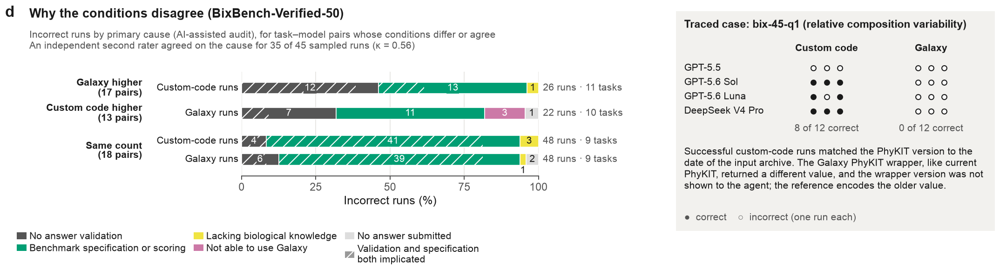 d Why the conditions disagree (BixBench-Verified-50)
Incorrect runs by primary cause (AI-assisted audit), for task–model pairs whose conditions differ or agree
An independent second rater agreed on the cause for 35 of 45 sampled runs (κ = 0.56)
Galaxy higher
(17 pairs)
Custom-code runs 12 13 1 26 runs · 11 tasks
Custom code higher
(13 pairs)
Galaxy runs 7 11 3 1 22 runs · 10 tasks
Same count
(18 pairs)
Custom-code runs 4 41 3 48 runs · 9 tasks
Galaxy runs 6 39 2 48 runs · 9 tasks
1
0 25 50 75 100
Incorrect runs (%)
No answer validation
Benchmark specification or scoring
Lacking biological knowledge
Not able to use Galaxy
No answer submitted
Validation and specification
both implicated
Traced case: bix-45-q1 (relative composition variability)
Custom code Galaxy
GPT-5.5
GPT-5.6 Sol
GPT-5.6 Luna
DeepSeek V4 Pro
8 of 12 correct 0 of 12 correct
Successful custom-code runs matched the PhyKIT version to the
date of the input archive. The Galaxy PhyKIT wrapper, like current
PhyKIT, returned a different value, and the wrapper version was not
shown to the agent; the reference encodes the older value.
● correct ○ incorrect (one run each)